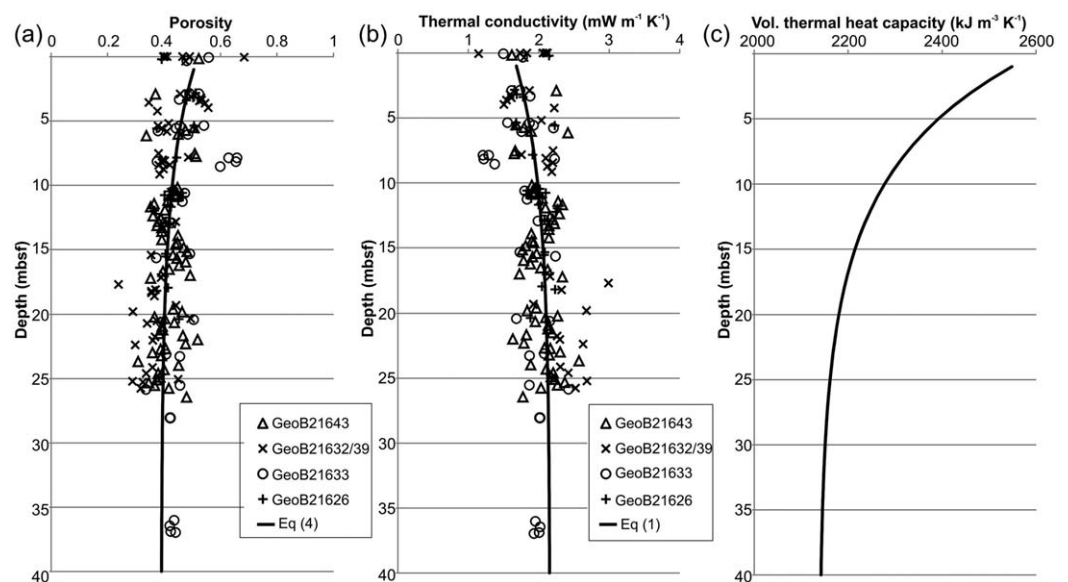 (a)
Porosity
0 0.2 0.4 0.6 0.8 1
0
5
10
15
20
25
30
35
40
Depth (mbsf)
GeoB21643
GeoB21632/39
GeoB21633
GeoB21626
Eq (4)
(b)
Thermal conductivity (mW m⁻¹ K⁻¹)
0 1 2 3 4
0
5
10
15
20
25
30
35
40
Depth (mbsf)
GeoB21643
GeoB21632/39
GeoB21633
GeoB21626
Eq (1)
(c)
Vol. thermal heat capacity (kJ m⁻³ K⁻¹)
2000 2200 2400 2600
0
5
10
15
20
25
30
35
40
Depth (mbsf)